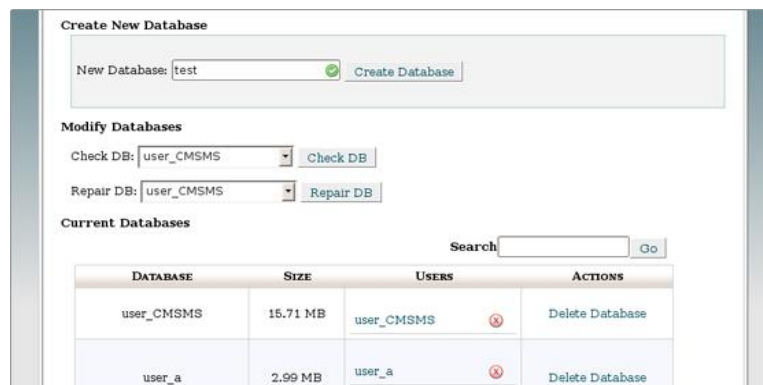 Create New Database
New Database: test Create Database
Modify Databases
Check DB: user_CMSMS Check DB
Repair DB: user_CMSMS Repair DB
Current Databases
Search Go
DATABASE SIZE USERS ACTIONS
user_CMSMS 15.71 MB user_CMSMS Delete Database
user_a 2.99 MB user_a Delete Database